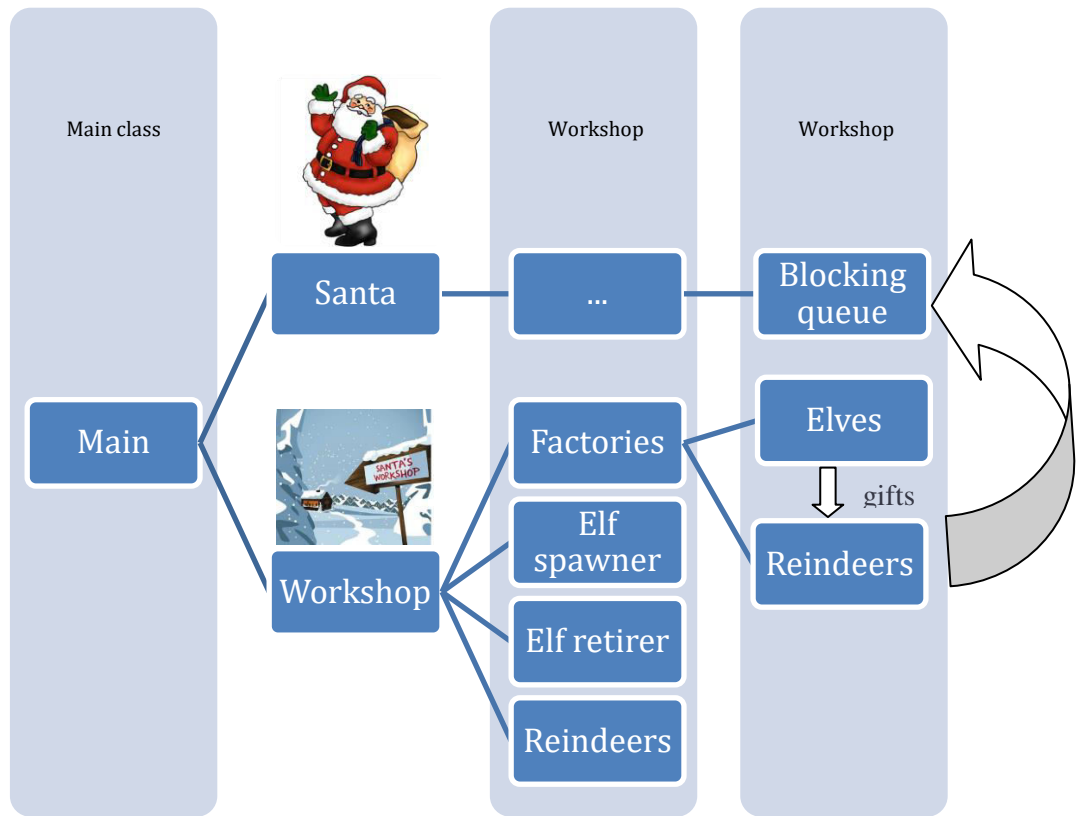 Main class
Workshop
Workshop
Santa
...
Blocking
queue
Main
SANTA'S
WORKSHOP
Factories
Elves
gifts
Elf
spawner
Reindeers
Workshop
Elf retirer
Reindeers